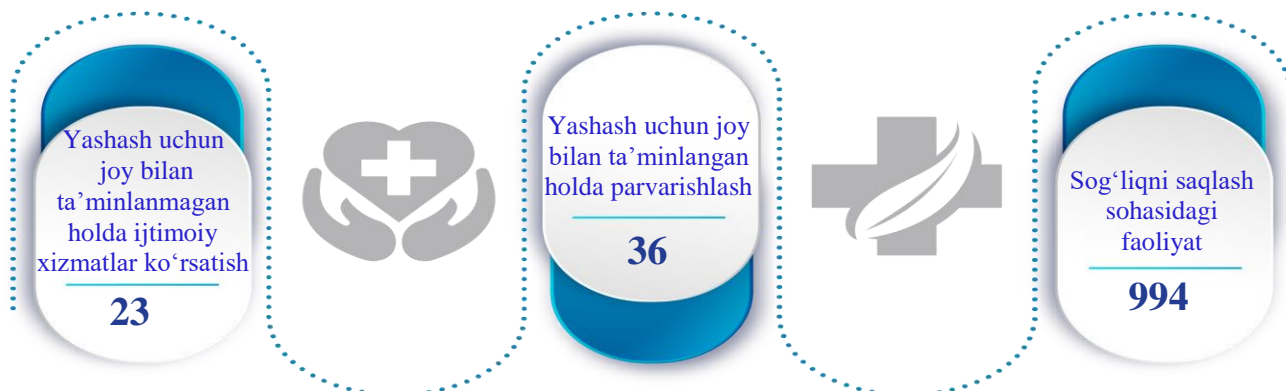 Yashash uchun
joy bilan
ta’minlanmagan
holda ijtimoiy
xizmatlar ko‘rsatish
23
Yashash uchun joy
bilan ta’minlangan
holda parvarishlash
36
Sog‘liqni saqlash
sohasidagi
faoliyat
994